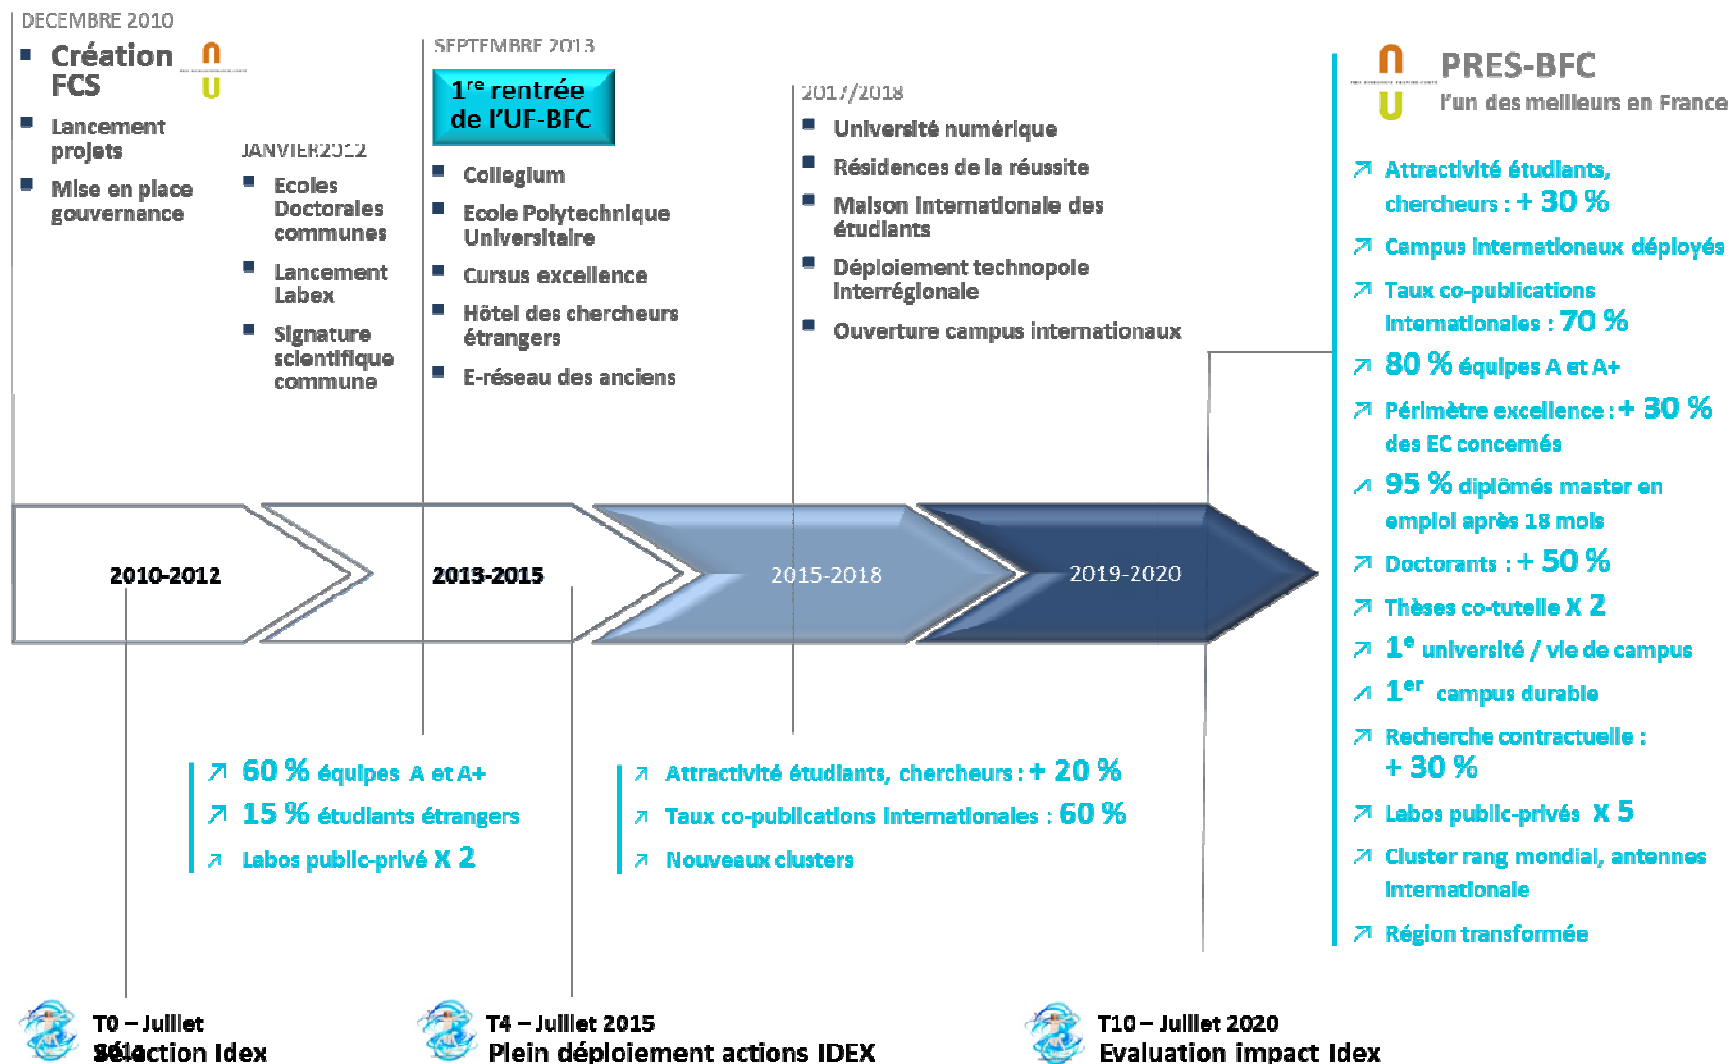 DECEMBRE 2010
Création
FCS
Lancement
projets
Mise en place
gouvernance
JANVIER2012
Ecoles
Doctorales
communes
Lancement
Labex
Signature
scientifique
commune
SEPTEMBRE 2013
1re rentrée
de l'UF-BFC
Collegium
Ecole Polytechnique
Universitaire
Cursus excellence
Hôtel des chercheurs
étrangers
E-réseau des anciens
2017/2018
Université numérique
Résidences de la réussite
Maison internationale des
étudiants
Déploiement technopole
interrégionale
Ouverture campus internationaux
PRES-BFC
l'un des meilleurs en France
Attractivité étudiants,
chercheurs : + 30 %
Campus internationaux déployés
Taux co-publications
internationales : 70 %
80 % équipes A et A+
Périmètre excellence : + 30 %
des EC concernés
95 % diplômés master en
emploi après 18 mois
Doctorants : + 50 %
Thèses co-tutelle X 2
1e université / vie de campus
1er campus durable
Recherche contractuelle :
+ 30 %
Labos public-privés X 5
Cluster rang mondial, antennes
internationale
Région transformée
2010-2012
2013-2015
2015-2018
2019-2020
60 % équipes A et A+
15 % étudiants étrangers
Labos public-privé X 2
Attractivité étudiants, chercheurs : + 20 %
Taux co-publications internationales : 60 %
Nouveaux clusters
T0 – Juillet
Sélection Idex
T4 – Juillet 2015
Plein déploiement actions IDEX
T10 – Juillet 2020
Evaluation impact Idex